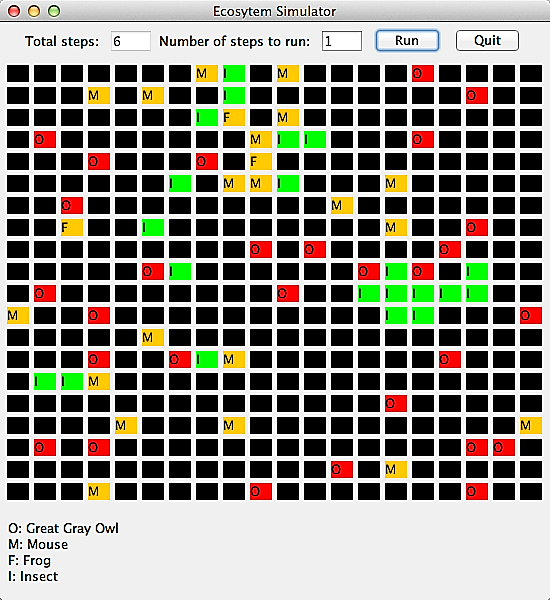 Ecosytem Simulator
Total steps: 6 Number of steps to run: 1 Run Quit
M I M O
M M I O
I F M
O M I I O
O O F
I M M I M
O M
F I M O
O O O
O I O I O I
O O I I I I I
M O I I O
M
O O I M O
I I M
O
M M M
O O O O
O M
M O O
O: Great Gray Owl
M: Mouse
F: Frog
I: Insect